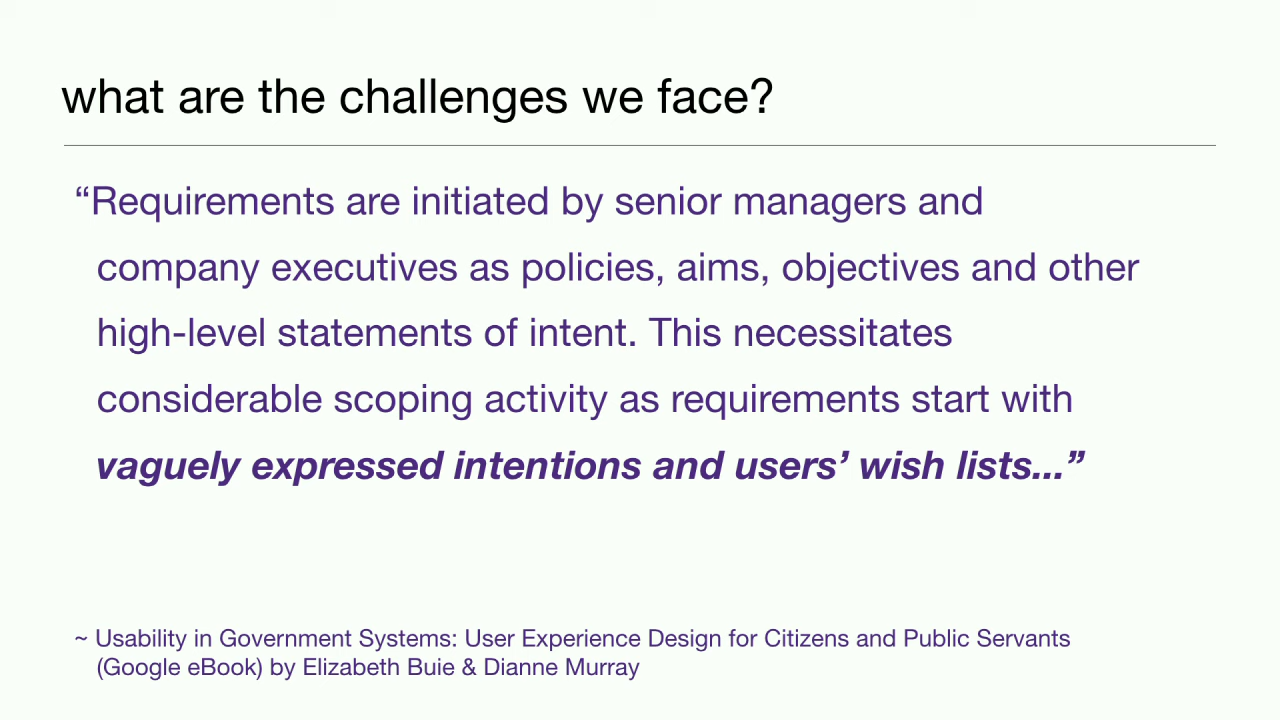 what are the challenges we face?
“Requirements are initiated by senior managers and
company executives as policies, aims, objectives and other
high-level statements of intent. This necessitates
considerable scoping activity as requirements start with
vaguely expressed intentions and users’ wish lists...”
~ Usability in Government Systems: User Experience Design for Citizens and Public Servants
(Google eBook) by Elizabeth Buie & Dianne Murray